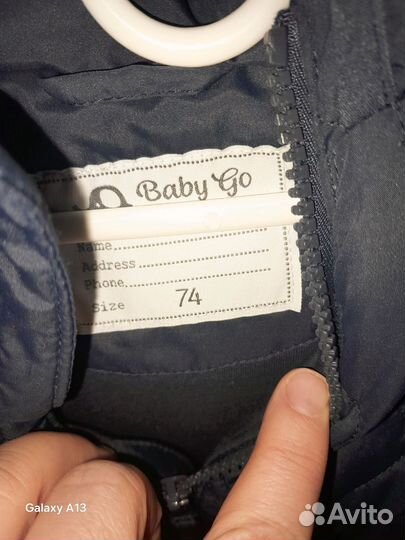 Baby Go
Name
Address
Phone
Size 74
Galaxy A13
Avito